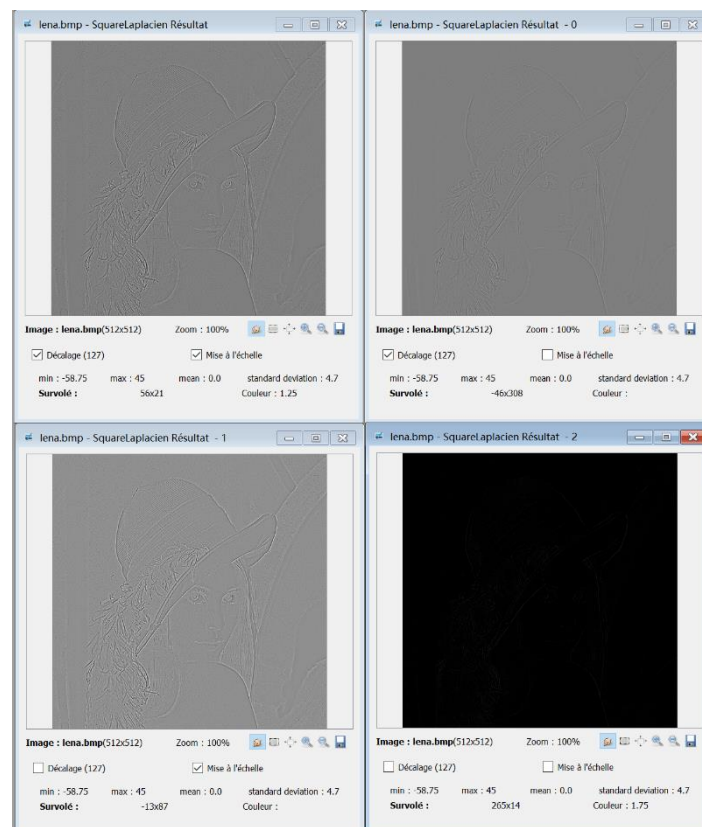 lena.bmp - SquareLaplacien Résultat
Image : lena.bmp(512x512) Zoom : 100%
Décalage (127) Mise à l'échelle
min : -58.75 max : 45 mean : 0.0 standard deviation : 4.7
Survolé : 56x21 Couleur : 1.25
lena.bmp - SquareLaplacien Résultat - 0
Image : lena.bmp(512x512) Zoom : 100%
Décalage (127) Mise à l'échelle
min : -58.75 max : 45 mean : 0.0 standard deviation : 4.7
Survolé : -46x308 Couleur :
lena.bmp - SquareLaplacien Résultat - 1
Image : lena.bmp(512x512) Zoom : 100%
Décalage (127) Mise à l'échelle
min : -58.75 max : 45 mean : 0.0 standard deviation : 4.7
Survolé : -13x87 Couleur :
lena.bmp - SquareLaplacien Résultat - 2
Image : lena.bmp(512x512) Zoom : 100%
Décalage (127) Mise à l'échelle
min : -58.75 max : 45 mean : 0.0 standard deviation : 4.7
Survolé : 265x14 Couleur : 1.75